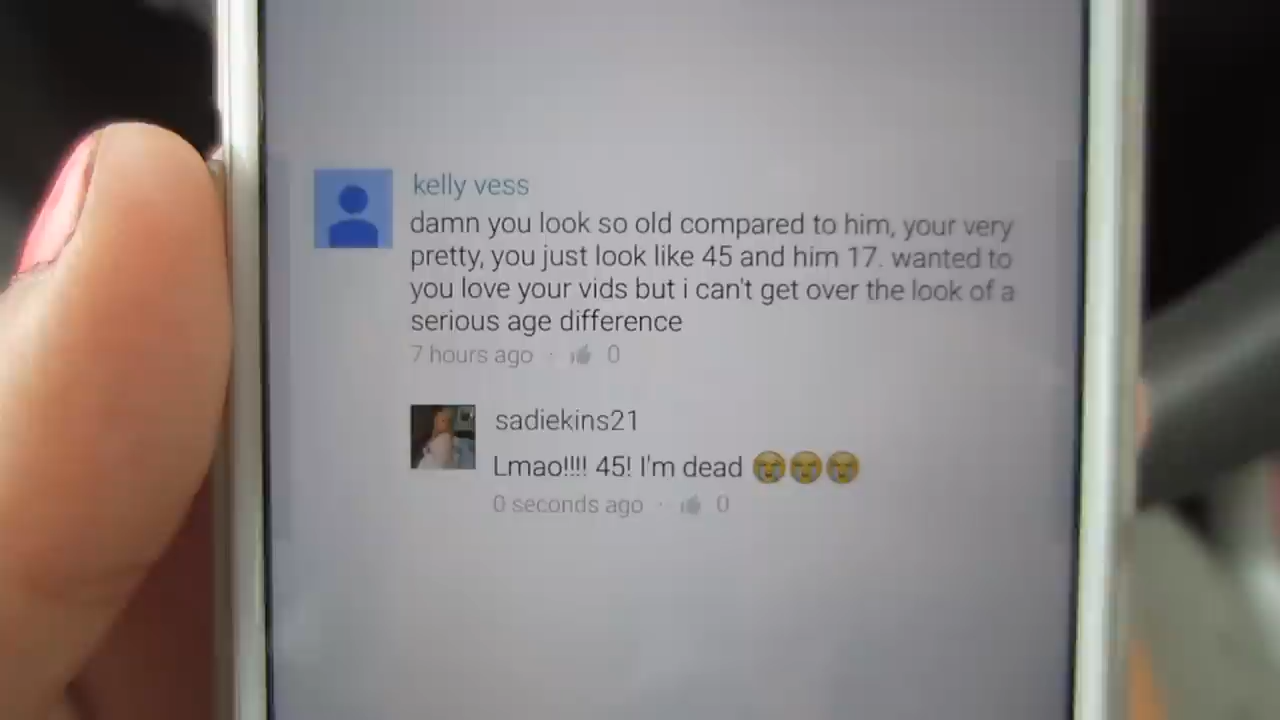 kelly vess
damn you look so old compared to him, your very
pretty, you just look like 45 and him 17. wanted to
you love your vids but i can't get over the look of a
serious age difference
7 hours ago · 0
sadiekins21
Lmao!!!! 45! I'm dead 😭😭😭
0 seconds ago · 0